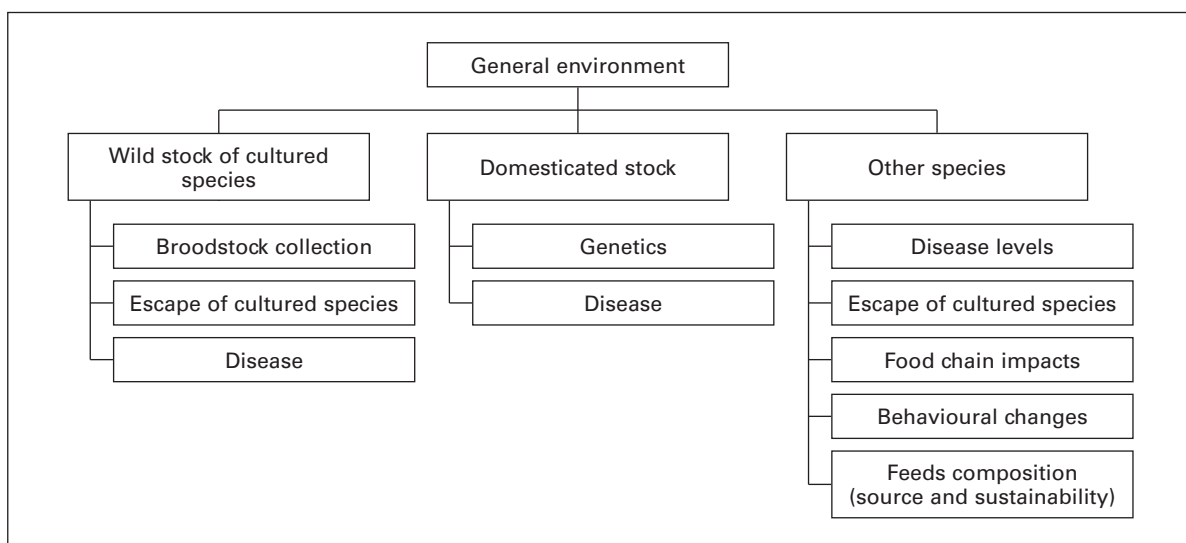 General environment
Wild stock of cultured
species
Domesticated stock
Other species
Broodstock collection
Escape of cultured species
Disease
Genetics
Disease
Disease levels
Escape of cultured species
Food chain impacts
Behavioural changes
Feeds composition
(source and sustainability)